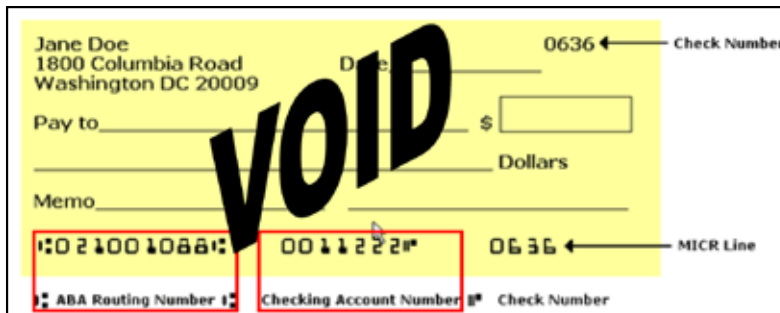 Jane Doe 0636 Check Number
1800 Columbia Road Date
Washington DC 20009
VOID
Pay to $
Dollars
Memo
⑆021001088⑆ 0011222⑈ 0636 MICR Line
⑆ ABA Routing Number ⑆ Checking Account Number ⑈ Check Number